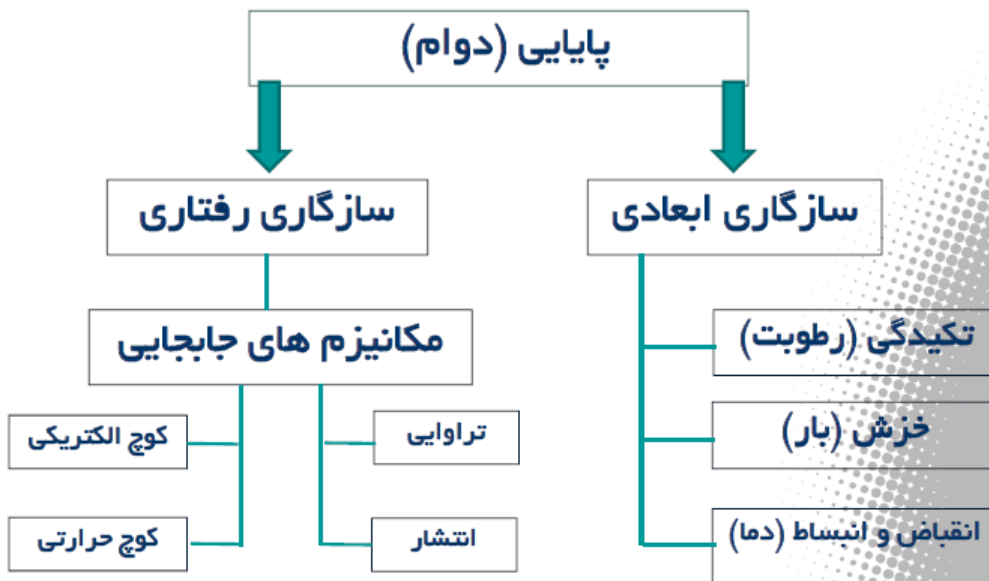 پایایی (دوام)
سازگاری ابعادی
سازگاری رفتاری
تکیدگی (رطوبت)
خزش (بار)
انقباض و انبساط (دما)
مکانیزم های جابجایی
تراوایی
کوچ الکتریکی
انتشار
کوچ حرارتی